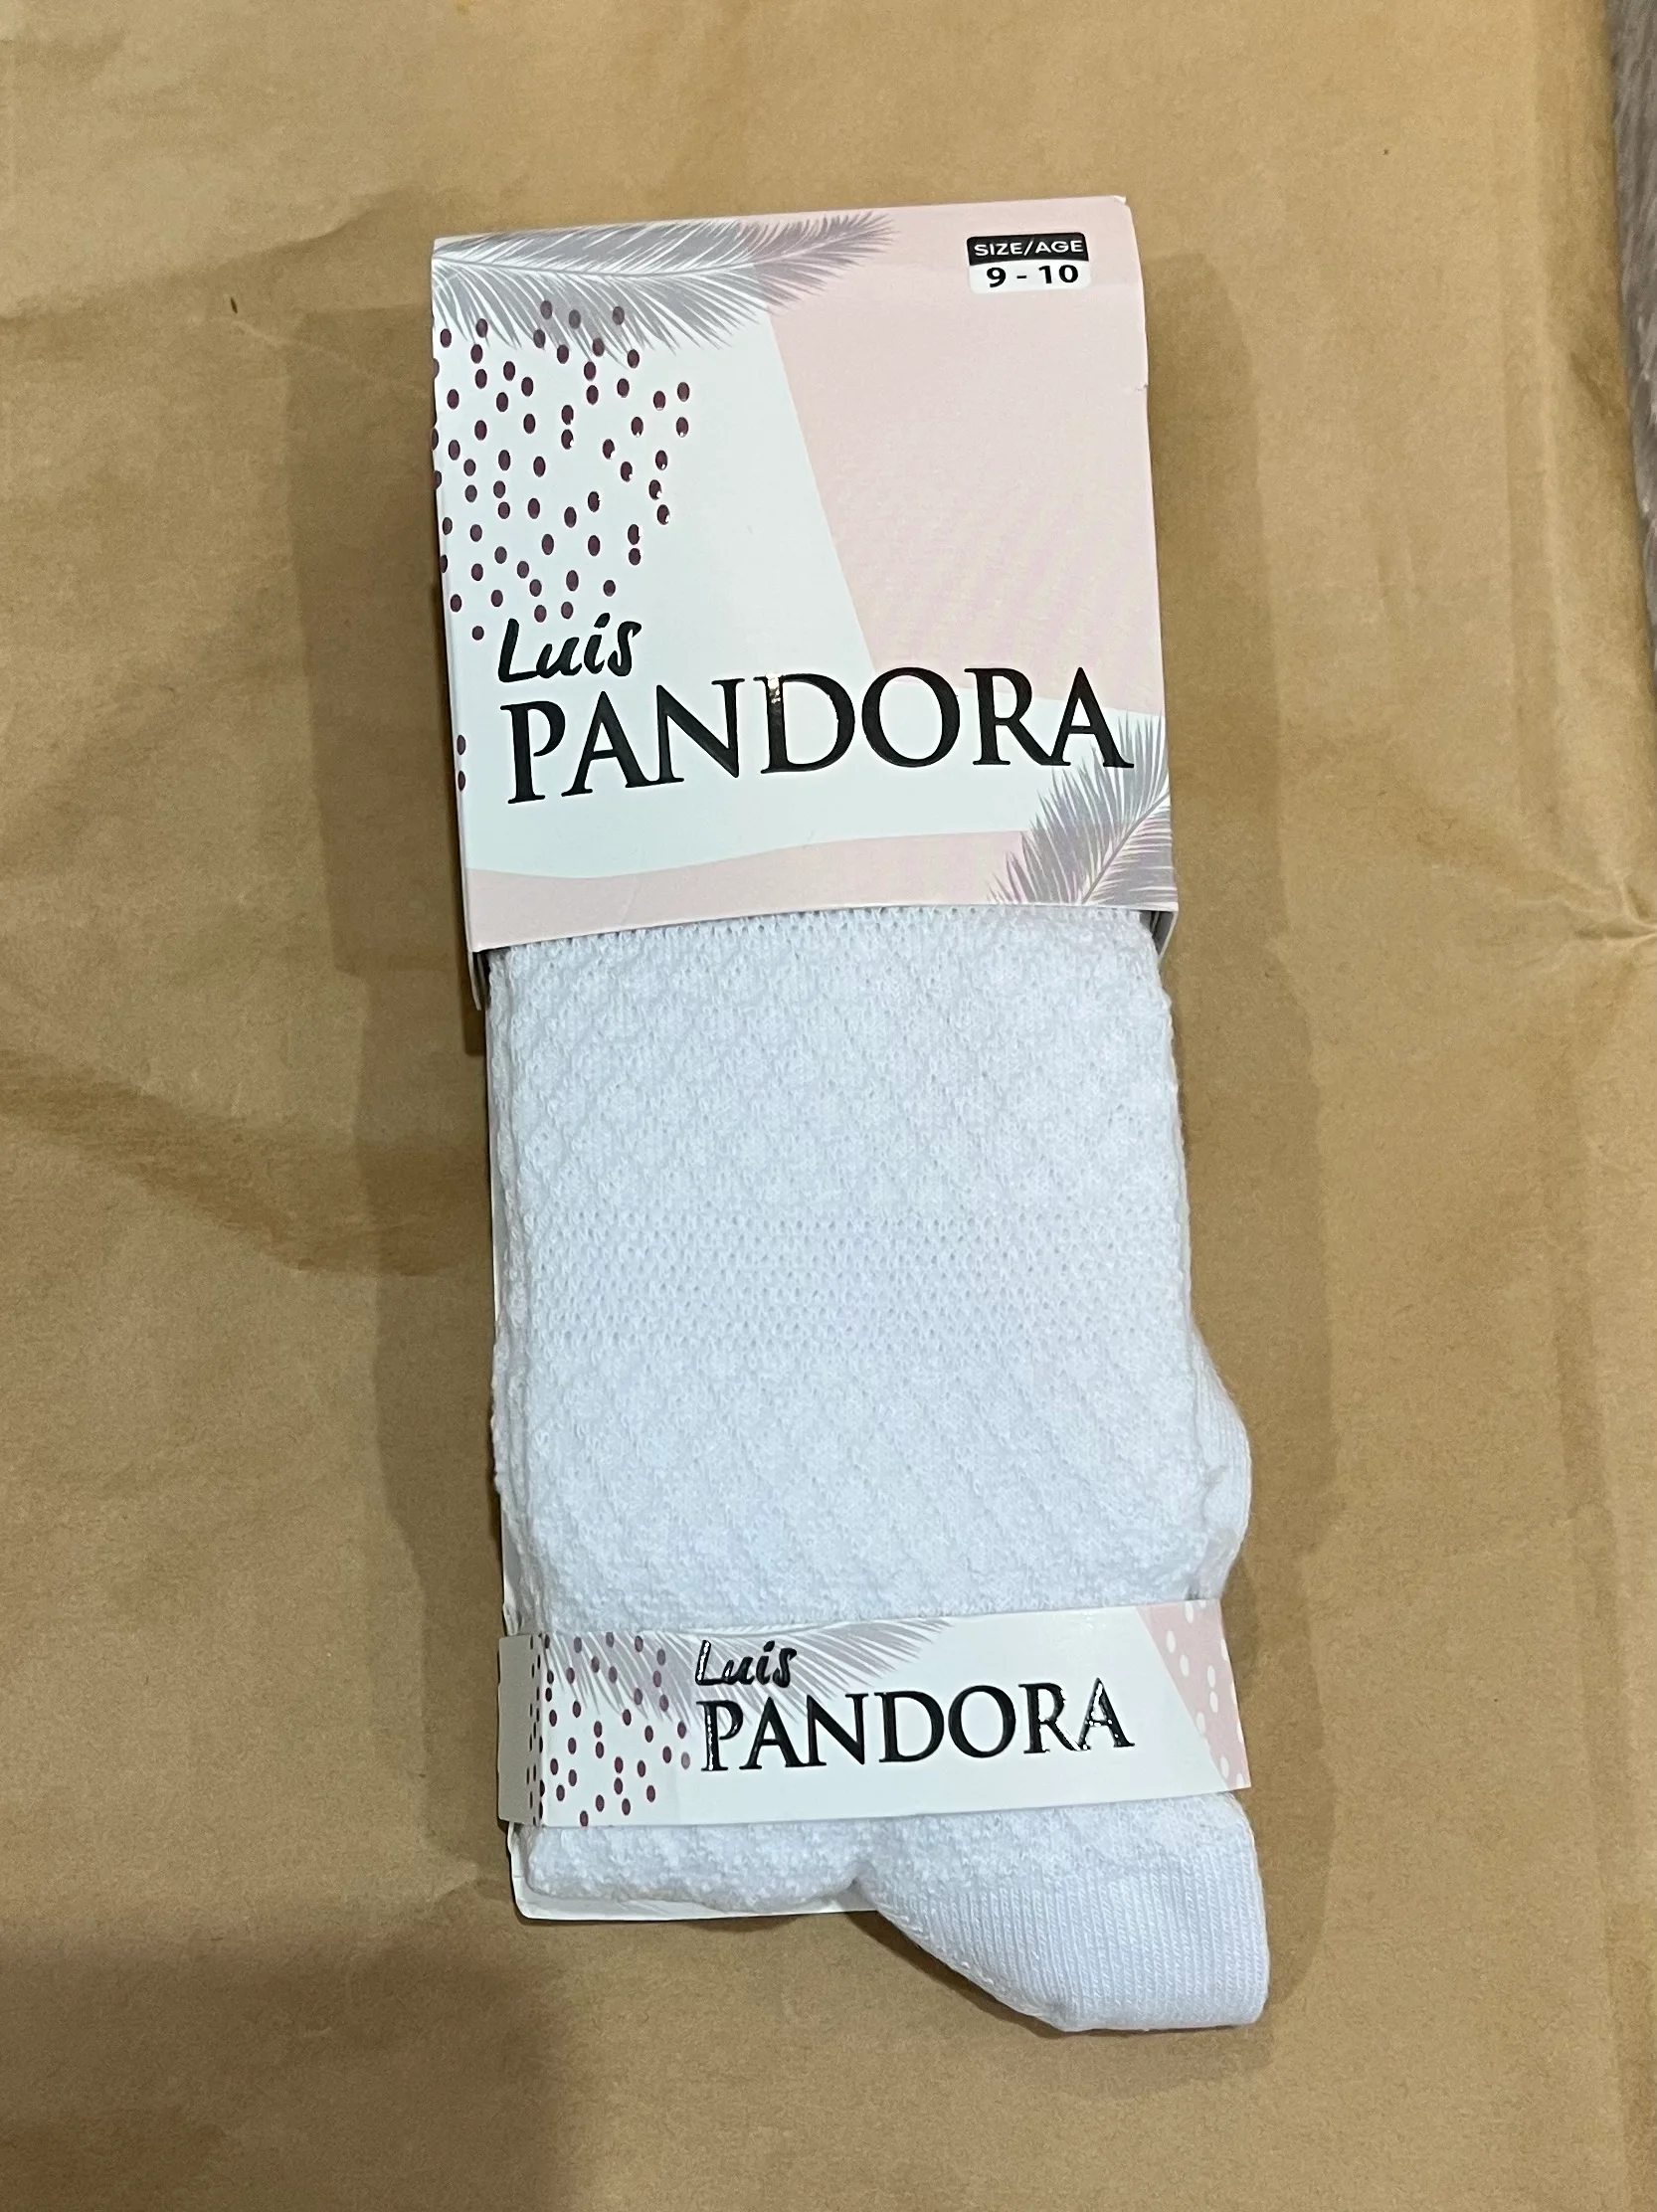 SIZE/AGE
9 - 10
Luis
PANDORA
Luis
PANDORA